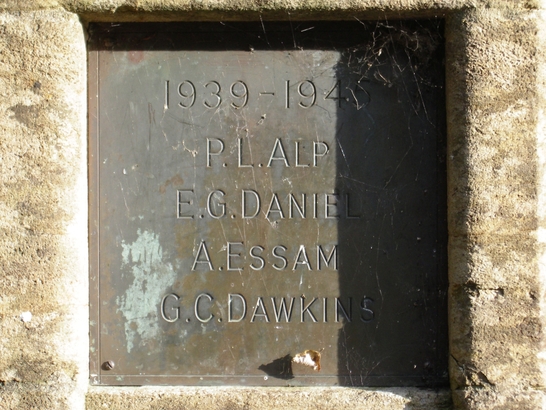 1939-1945
P.L.ALP
E.G.DANIEL
A.ESSAM
G.C.DAWKINS